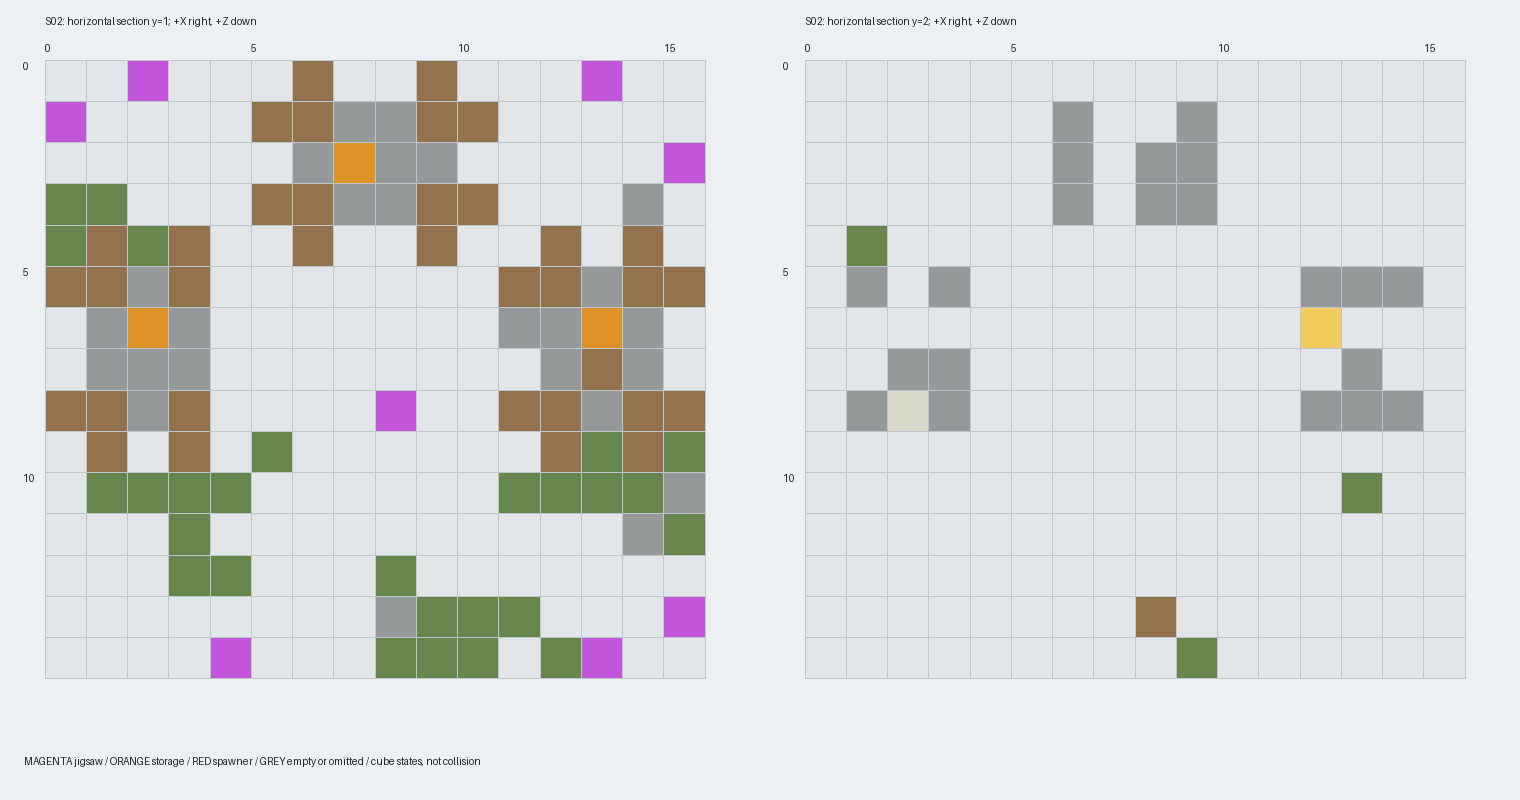 S02: horizontal section y=1; +X right, +Z down
0 5 10 15
0
5
10
S02: horizontal section y=2; +X right, +Z down
0 5 10 15
0
5
10
MAGENTA jigsaw / ORANGE storage / RED spawner / GREY empty or omitted / cube states, not collision